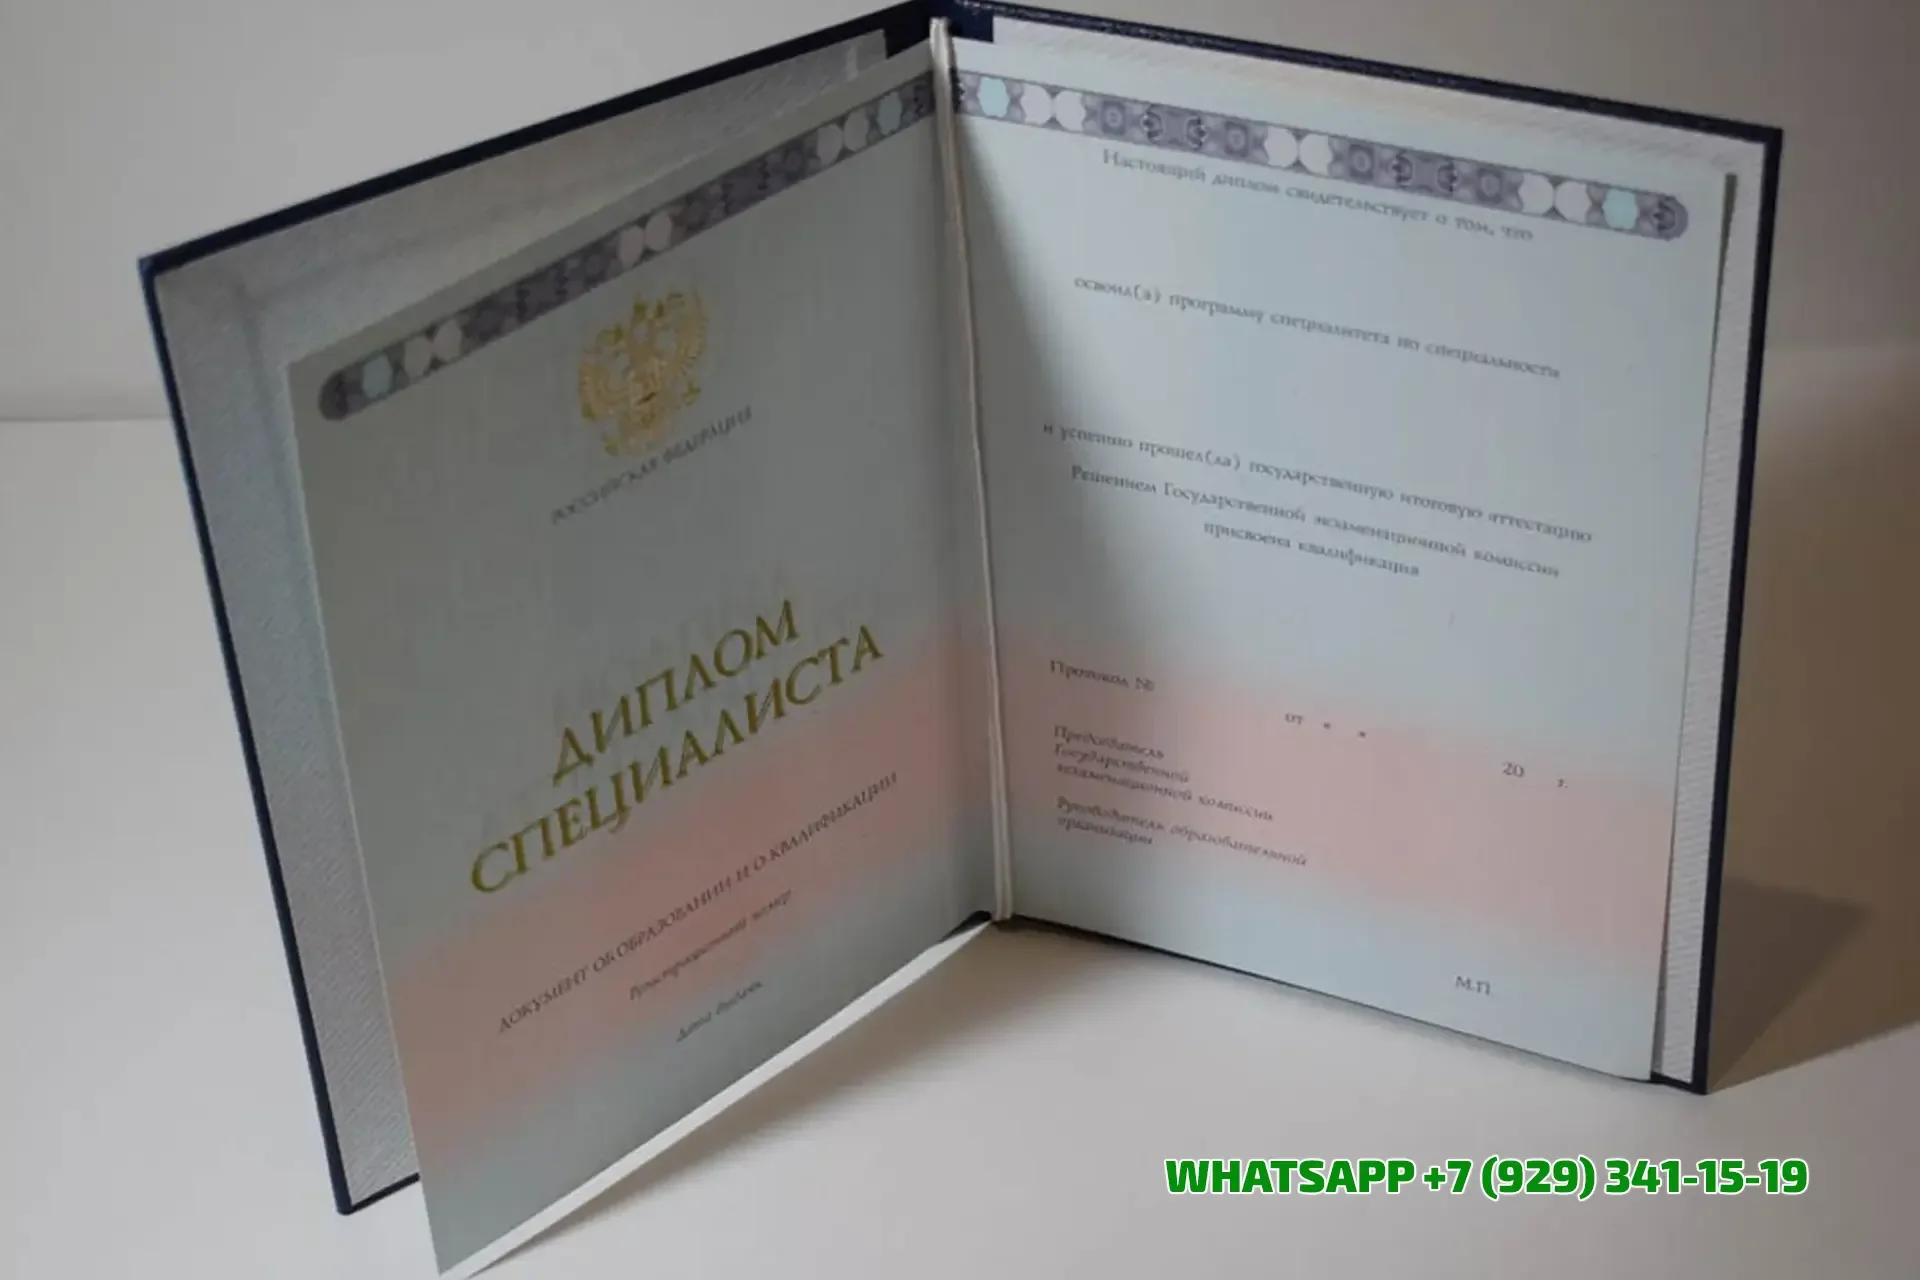 РОССИЙСКАЯ ФЕДЕРАЦИЯ
ДИПЛОМ
СПЕЦИАЛИСТА
ДОКУМЕНТ ОБ ОБРАЗОВАНИИ И О КВАЛИФИКАЦИИ
Регистрационный номер
Дата выдачи
Настоящий диплом свидетельствует о том, что
освоил(а) программу специалитета по специальности
и успешно прошел(ла) государственную итоговую аттестацию
Решением Государственной экзаменационной комиссии
присвоена квалификация
Протокол №
от « »
20 г.
Председатель
Государственной
экзаменационной комиссии
Руководитель образовательной
организации
М.П.
WHATSAPP +7 (929) 341-15-19